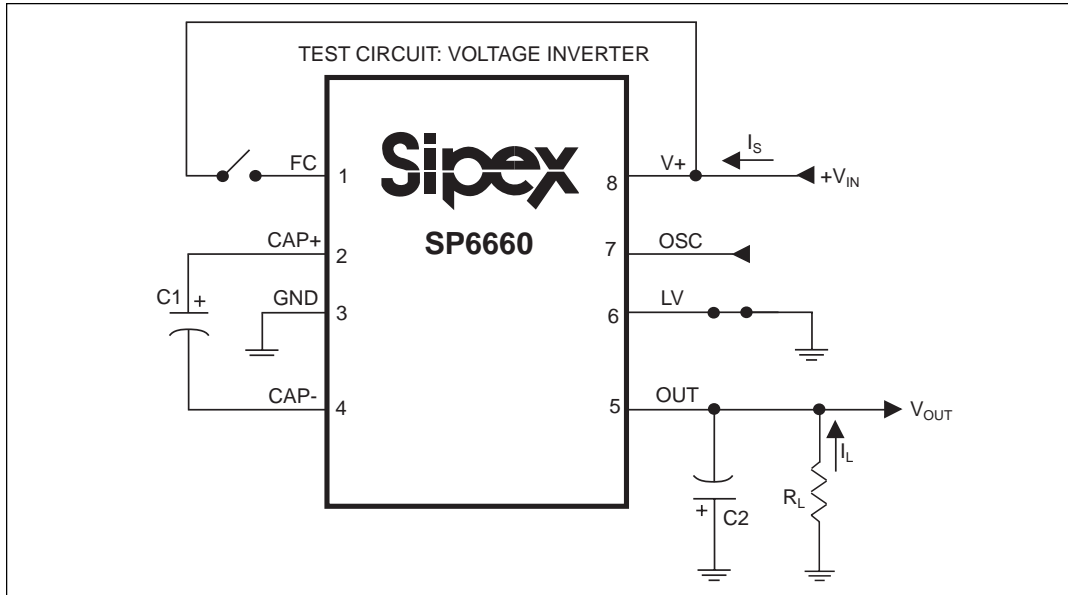 TEST CIRCUIT: VOLTAGE INVERTER
Sipex
SP6660
FC
1
CAP+
2
C1
+
GND
3
CAP-
4
V+
8
IS
+VIN
OSC
7
LV
6
OUT
5
VOUT
IL
RL
+
C2